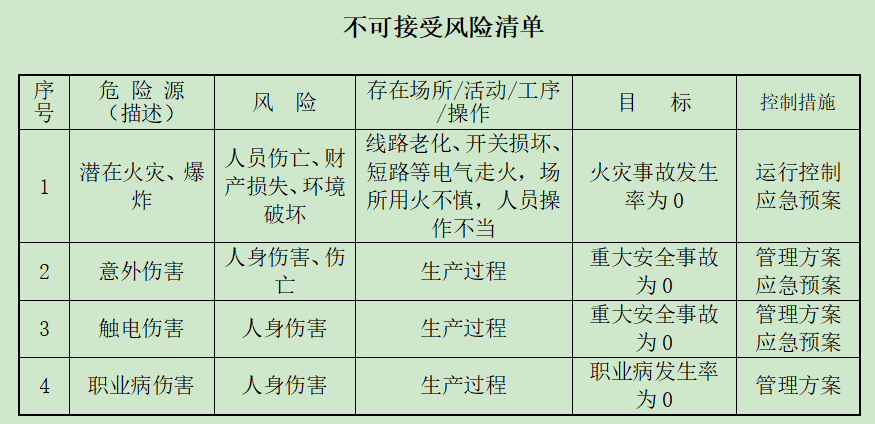 不可接受风险清单
序号
危 险 源
（描述）
风 险
存在场所/活动/工序
/操作
目 标
控制措施
1
潜在火灾、爆
炸
人员伤亡、财
产损失、环境
破坏
线路老化、开关损坏、
短路等电气走火，场
所用火不慎，人员操
作不当
火灾事故发生
率为0
运行控制
应急预案
2
意外伤害
人身伤害、伤
亡
生产过程
重大安全事故
为0
管理方案
应急预案
3
触电伤害
人身伤害
生产过程
重大安全事故
为0
管理方案
应急预案
4
职业病伤害
人身伤害
生产过程
职业病发生率
为0
管理方案